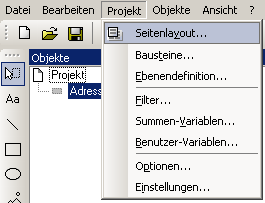 Datei Bearbeiten Projekt Objekte Ansicht ?
Objekte
Projekt
Adress
Aa
Seitenlayout...
Bausteine...
Ebenendefinition...
Filter...
Summen-Variablen...
Benutzer-Variablen...
Optionen...
Einstellungen...